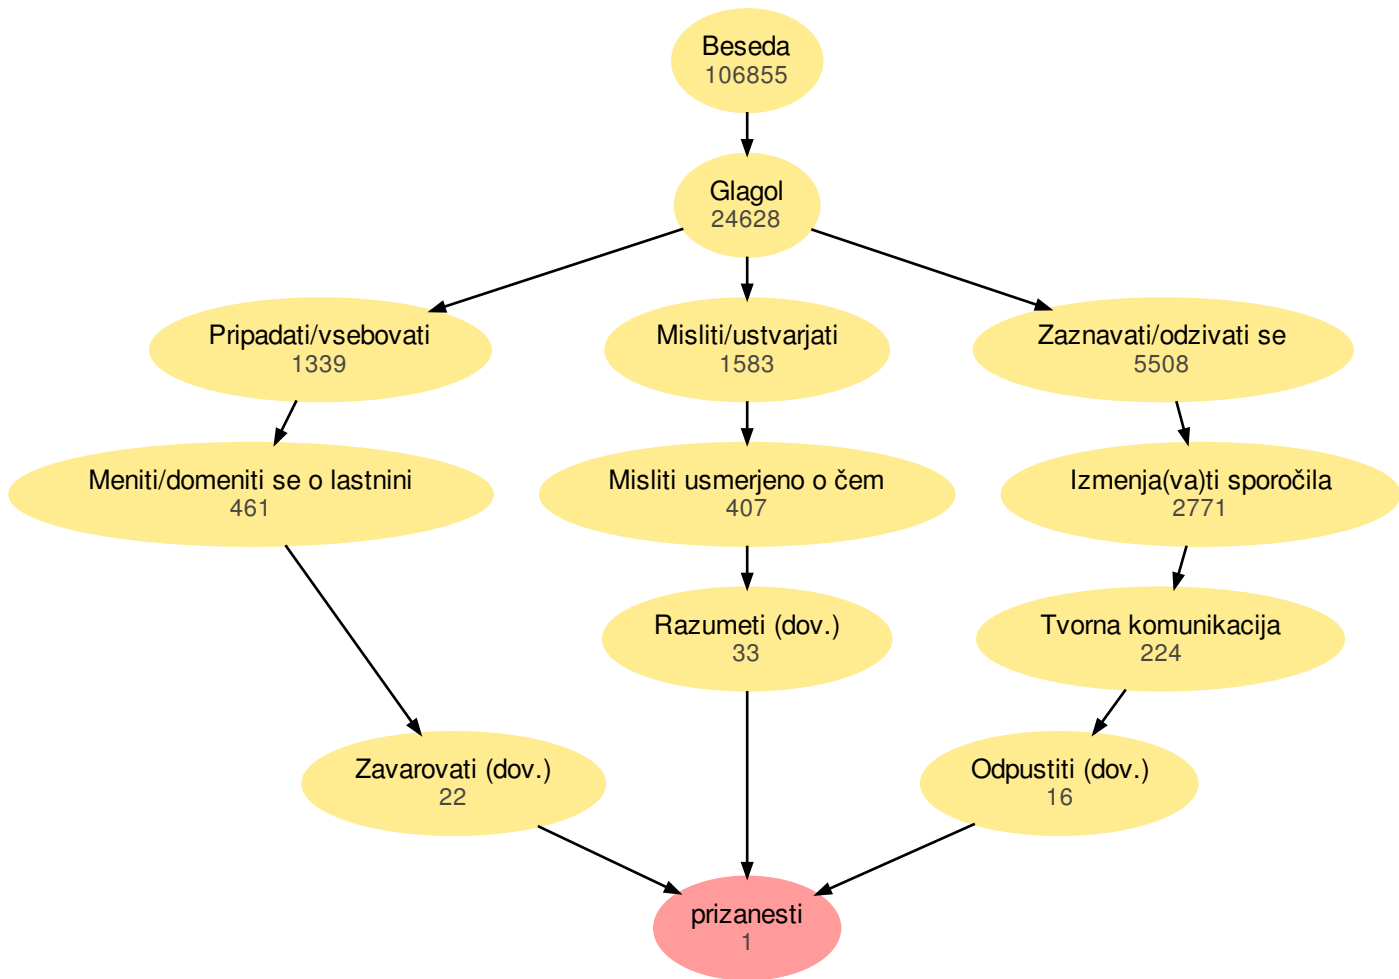 Beseda
106855
Glagol
24628
Pripadati/vsebovati
1339
Misliti/ustvarjati
1583
Zaznavati/odzivati se
5508
Meniti/domeniti se o lastnini
461
Misliti usmerjeno o čem
407
Izmenja(va)ti sporočila
2771
Razumeti (dov.)
33
Tvorna komunikacija
224
Zavarovati (dov.)
22
Odpustiti (dov.)
16
prizanesti
1